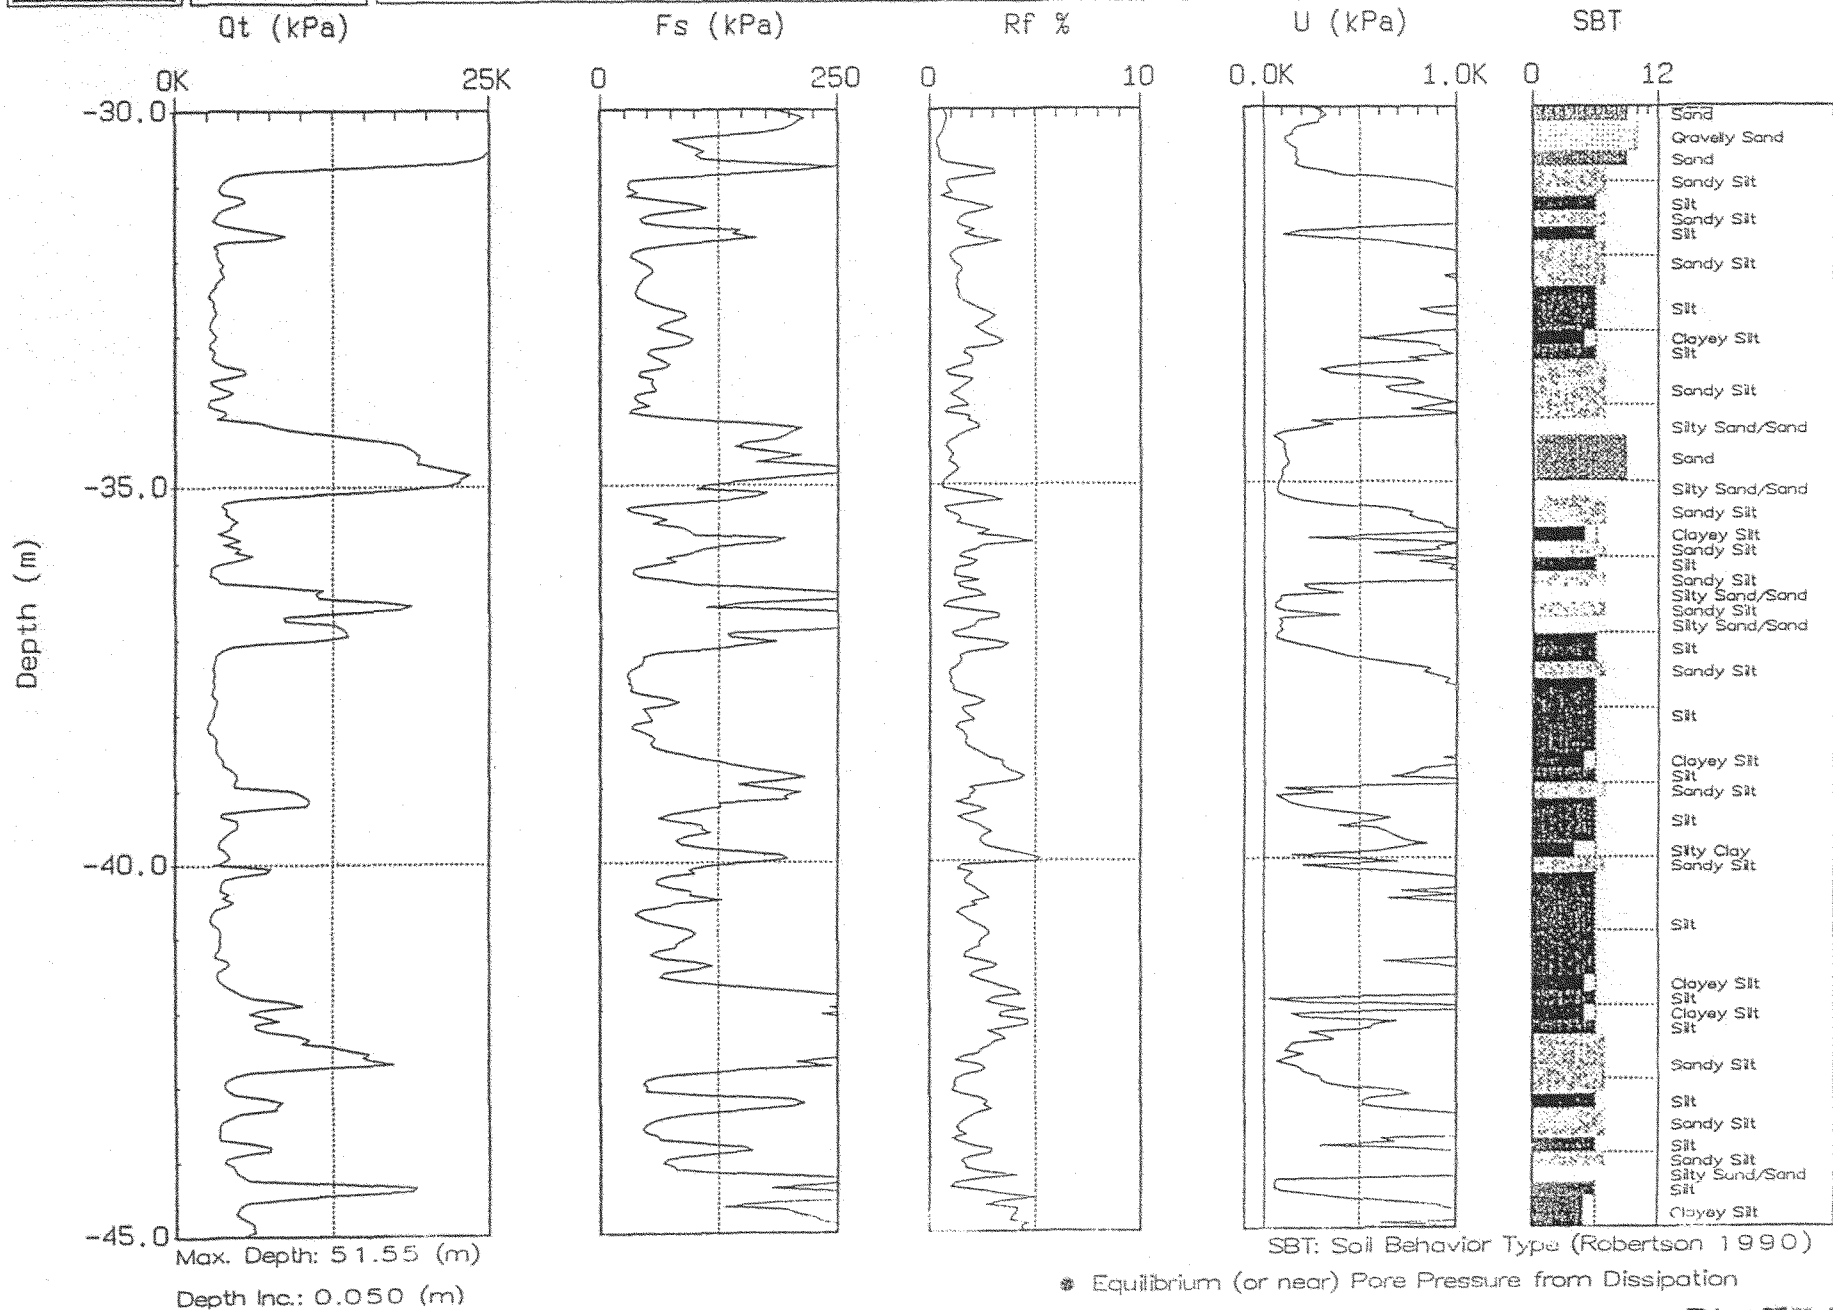 Qt (kPa) Fs (kPa) Rf % U (kPa) SBT
0K 25K 0 250 0 10 0.0K 1.0K 0 12
-30.0
-35.0
-40.0
-45.0
Depth (m)
Sand
Gravelly Sand
Sand
Sandy Silt
Silt
Sandy Silt
Silt
Sandy Silt
Silt
Clayey Silt
Silt
Sandy Silt
Silty Sand/Sand
Sand
Silty Sand/Sand
Sandy Silt
Clayey Silt
Sandy Silt
Silt
Sandy Silt
Silty Sand/Sand
Sandy Silt
Silty Sand/Sand
Silt
Sandy Silt
Silt
Clayey Silt
Silt
Sandy Silt
Silt
Silty Clay
Sandy Silt
Silt
Clayey Silt
Silt
Clayey Silt
Silt
Sandy Silt
Silt
Sandy Silt
Silt
Sandy Silt
Silty Sand/Sand
Silt
Clayey Silt
Max. Depth: 51.55 (m)
Depth Inc.: 0.050 (m)
SBT: Soil Behavior Type (Robertson 1990)
Equilibrium (or near) Pore Pressure from Dissipation